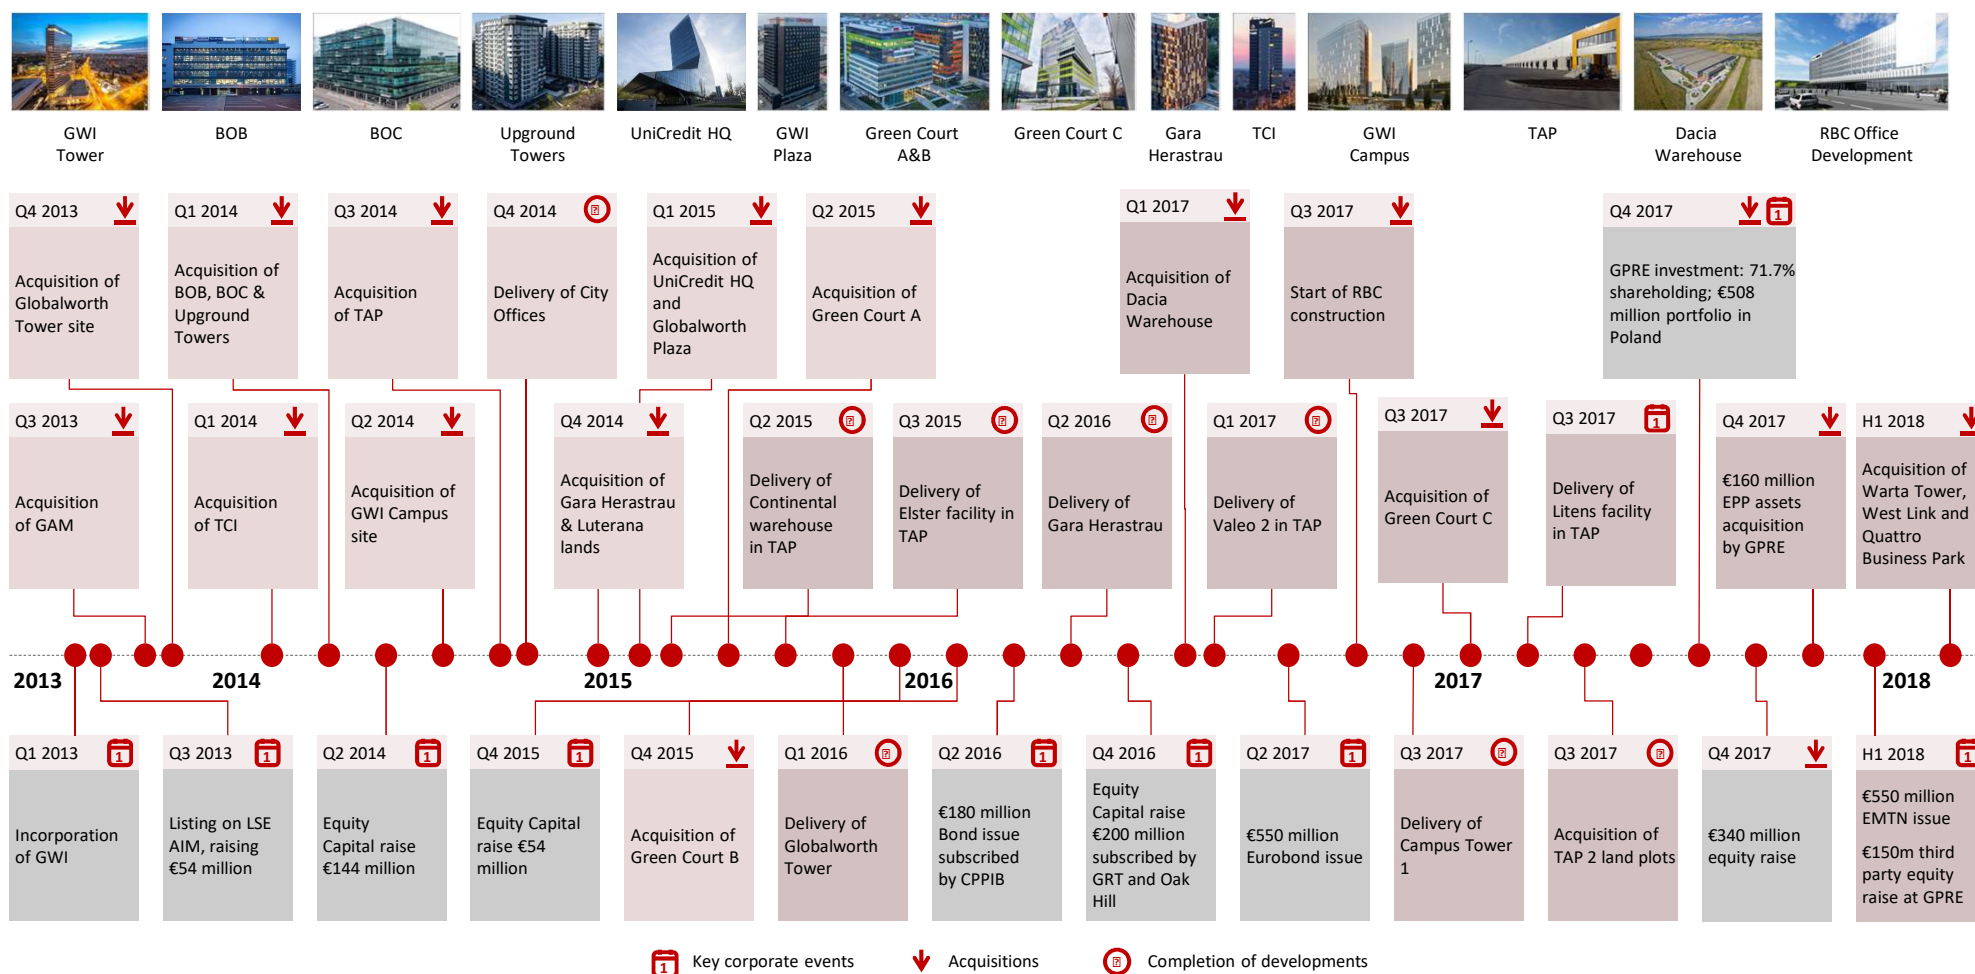 GWI
Tower
BOB
BOC
Upground
Towers
UniCredit HQ
GWI
Plaza
Green Court
A&B
Green Court C
Gara
Herastrau
TCI
GWI
Campus
TAP
Dacia
Warehouse
RBC Office
Development
Q4 2013
Acquisition of
Globalworth
Tower site
Q1 2014
Acquisition of
BOB, BOC &
Upground
Towers
Q3 2014
Acquisition
of TAP
Q4 2014
Delivery of City
Offices
Q1 2015
Acquisition of
UniCredit HQ
and
Globalworth
Plaza
Q2 2015
Acquisition of
Green Court A
Q1 2017
Acquisition of
Dacia
Warehouse
Q3 2017
Start of RBC
construction
Q4 2017
1
GPRE investment: 71.7%
shareholding; €508
million portfolio in
Poland
Q3 2013
Acquisition
of GAM
Q1 2014
Acquisition
of TCI
Q2 2014
Acquisition of
GWI Campus
site
Q4 2014
Acquisition of
Gara Herastrau
& Luterana
lands
Q2 2015
Delivery of
Continental
warehouse
in TAP
Q3 2015
Delivery of
Elster facility in
TAP
Q2 2016
Delivery of
Gara Herastrau
Q1 2017
Delivery of
Valeo 2 in TAP
Q3 2017
Acquisition of
Green Court C
Q3 2017
1
Delivery of
Litens facility
in TAP
Q4 2017
€160 million
EPP assets
acquisition
by GPRE
H1 2018
Acquisition of
Warta Tower,
West Link and
Quattro
Business Park
2013
2014
2015
2016
2017
2018
Q1 2013
1
Incorporation
of GWI
Q3 2013
1
Listing on LSE
AIM, raising
€54 million
Q2 2014
1
Equity
Capital raise
€144 million
Q4 2015
1
Equity Capital
raise €54
million
Q4 2015
Acquisition of
Green Court B
Q1 2016
Delivery of
Globalworth
Tower
Q2 2016
1
€180 million
Bond issue
subscribed
by CPPIB
Q4 2016
1
Equity
Capital raise
€200 million
subscribed by
GRT and Oak
Hill
Q2 2017
1
€550 million
Eurobond issue
Q3 2017
Delivery of
Campus Tower
1
Q3 2017
Acquisition of
TAP 2 land plots
Q4 2017
€340 million
equity raise
H1 2018
1
€550 million
EMTN issue
€150m third
party equity
raise at GPRE
1
Key corporate events
Acquisitions
Completion of developments